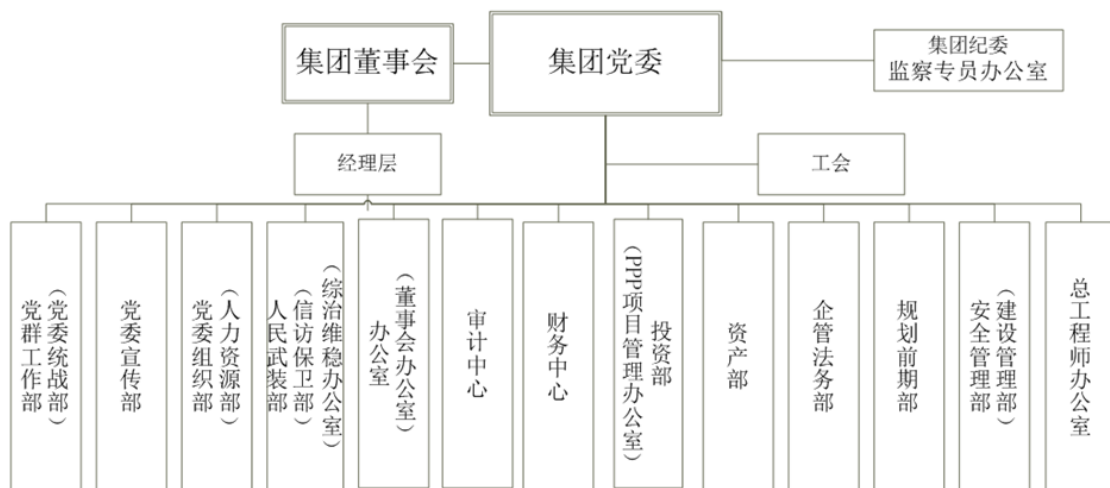 集团董事会
集团党委
集团纪委
监察专员办公室
经理层
工会
党群工作部
(党委统战部)
党委宣传部
党委组织部
(人力资源部)
人民武装部
(信访保卫部)
(综治维稳办公室)
办公室
(董事会办公室)
审计中心
财务中心
(PPP项目管理办公室)
投资部
资产部
企管法务部
规划前期部
安全管理部
(建设管理部)
总工程师办公室